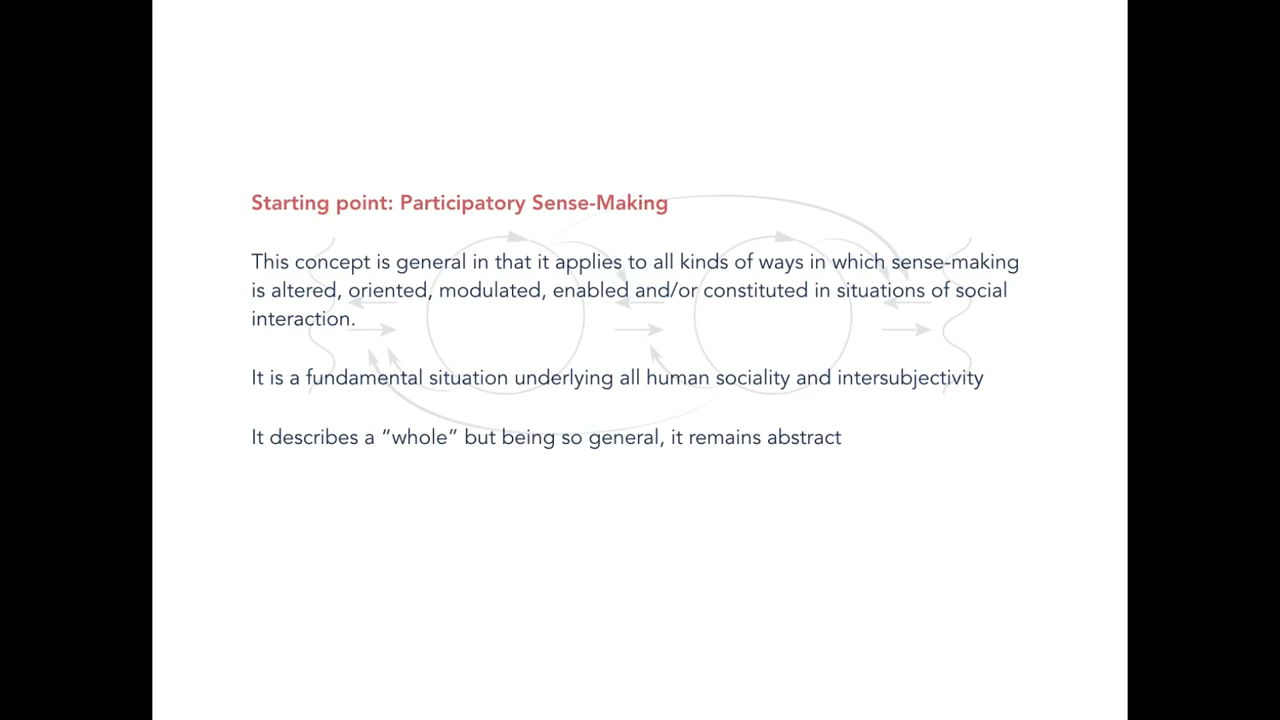 Starting point: Participatory Sense-Making
This concept is general in that it applies to all kinds of ways in which sense-making
is altered, oriented, modulated, enabled and/or constituted in situations of social
interaction.
It is a fundamental situation underlying all human sociality and intersubjectivity
It describes a “whole” but being so general, it remains abstract